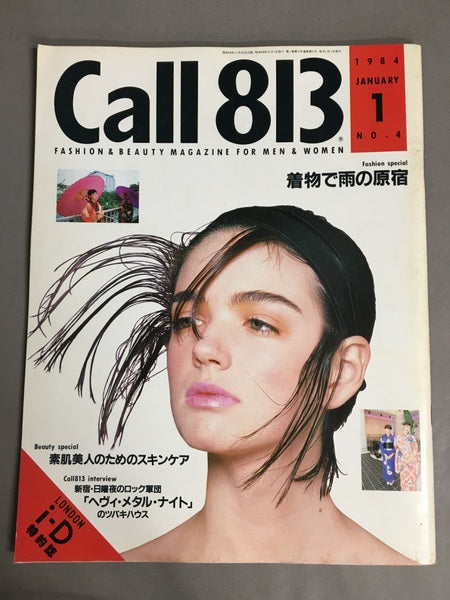 Call 813
®
FASHION & BEAUTY MAGAZINE FOR MEN & WOMEN
1984
JANUARY
1
NO.4
Fashion special
着物で雨の原宿
Beauty special
素肌美人のためのスキンケア
Call813 interview
新宿・日曜夜のロック軍団
「ヘヴィ・メタル・ナイト」
のツバキハウス
LONDON
i-D
特約誌